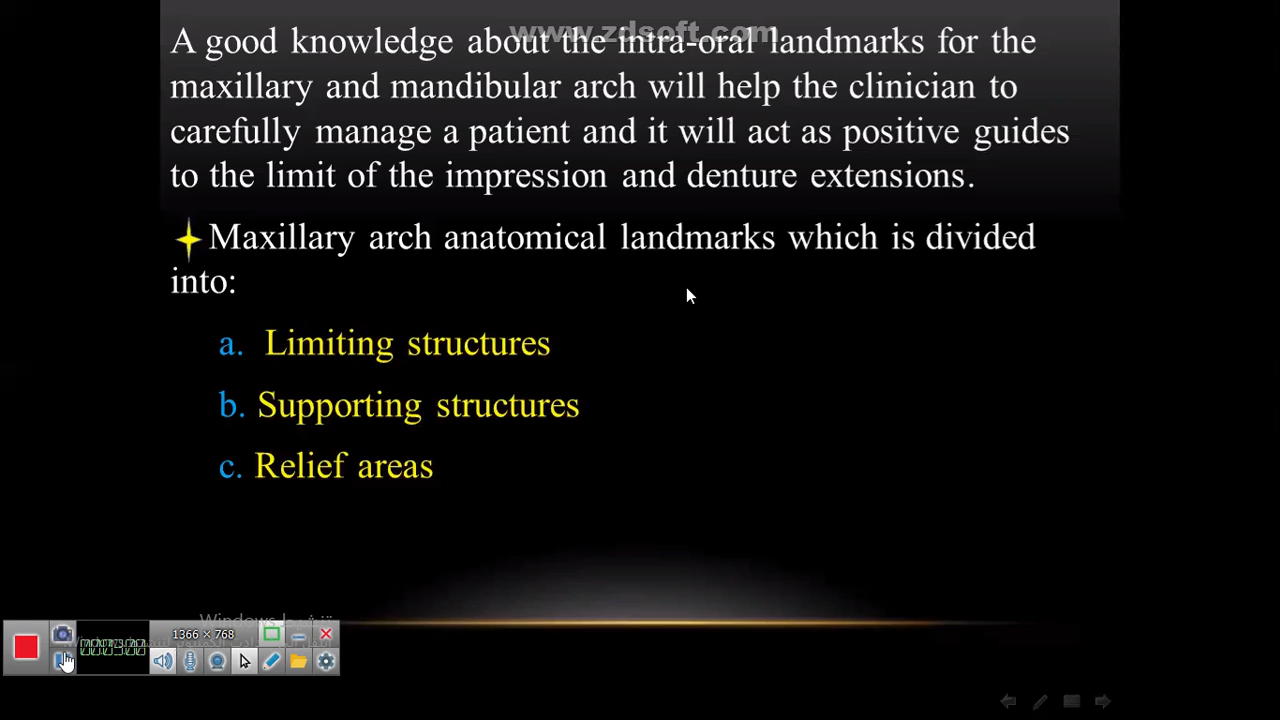 www.zdsoft.com
A good knowledge about the intra-oral landmarks for the
maxillary and mandibular arch will help the clinician to
carefully manage a patient and it will act as positive guides
to the limit of the impression and denture extensions.
Maxillary arch anatomical landmarks which is divided
into:
a. Limiting structures
b. Supporting structures
c. Relief areas
Windows
1366 × 768